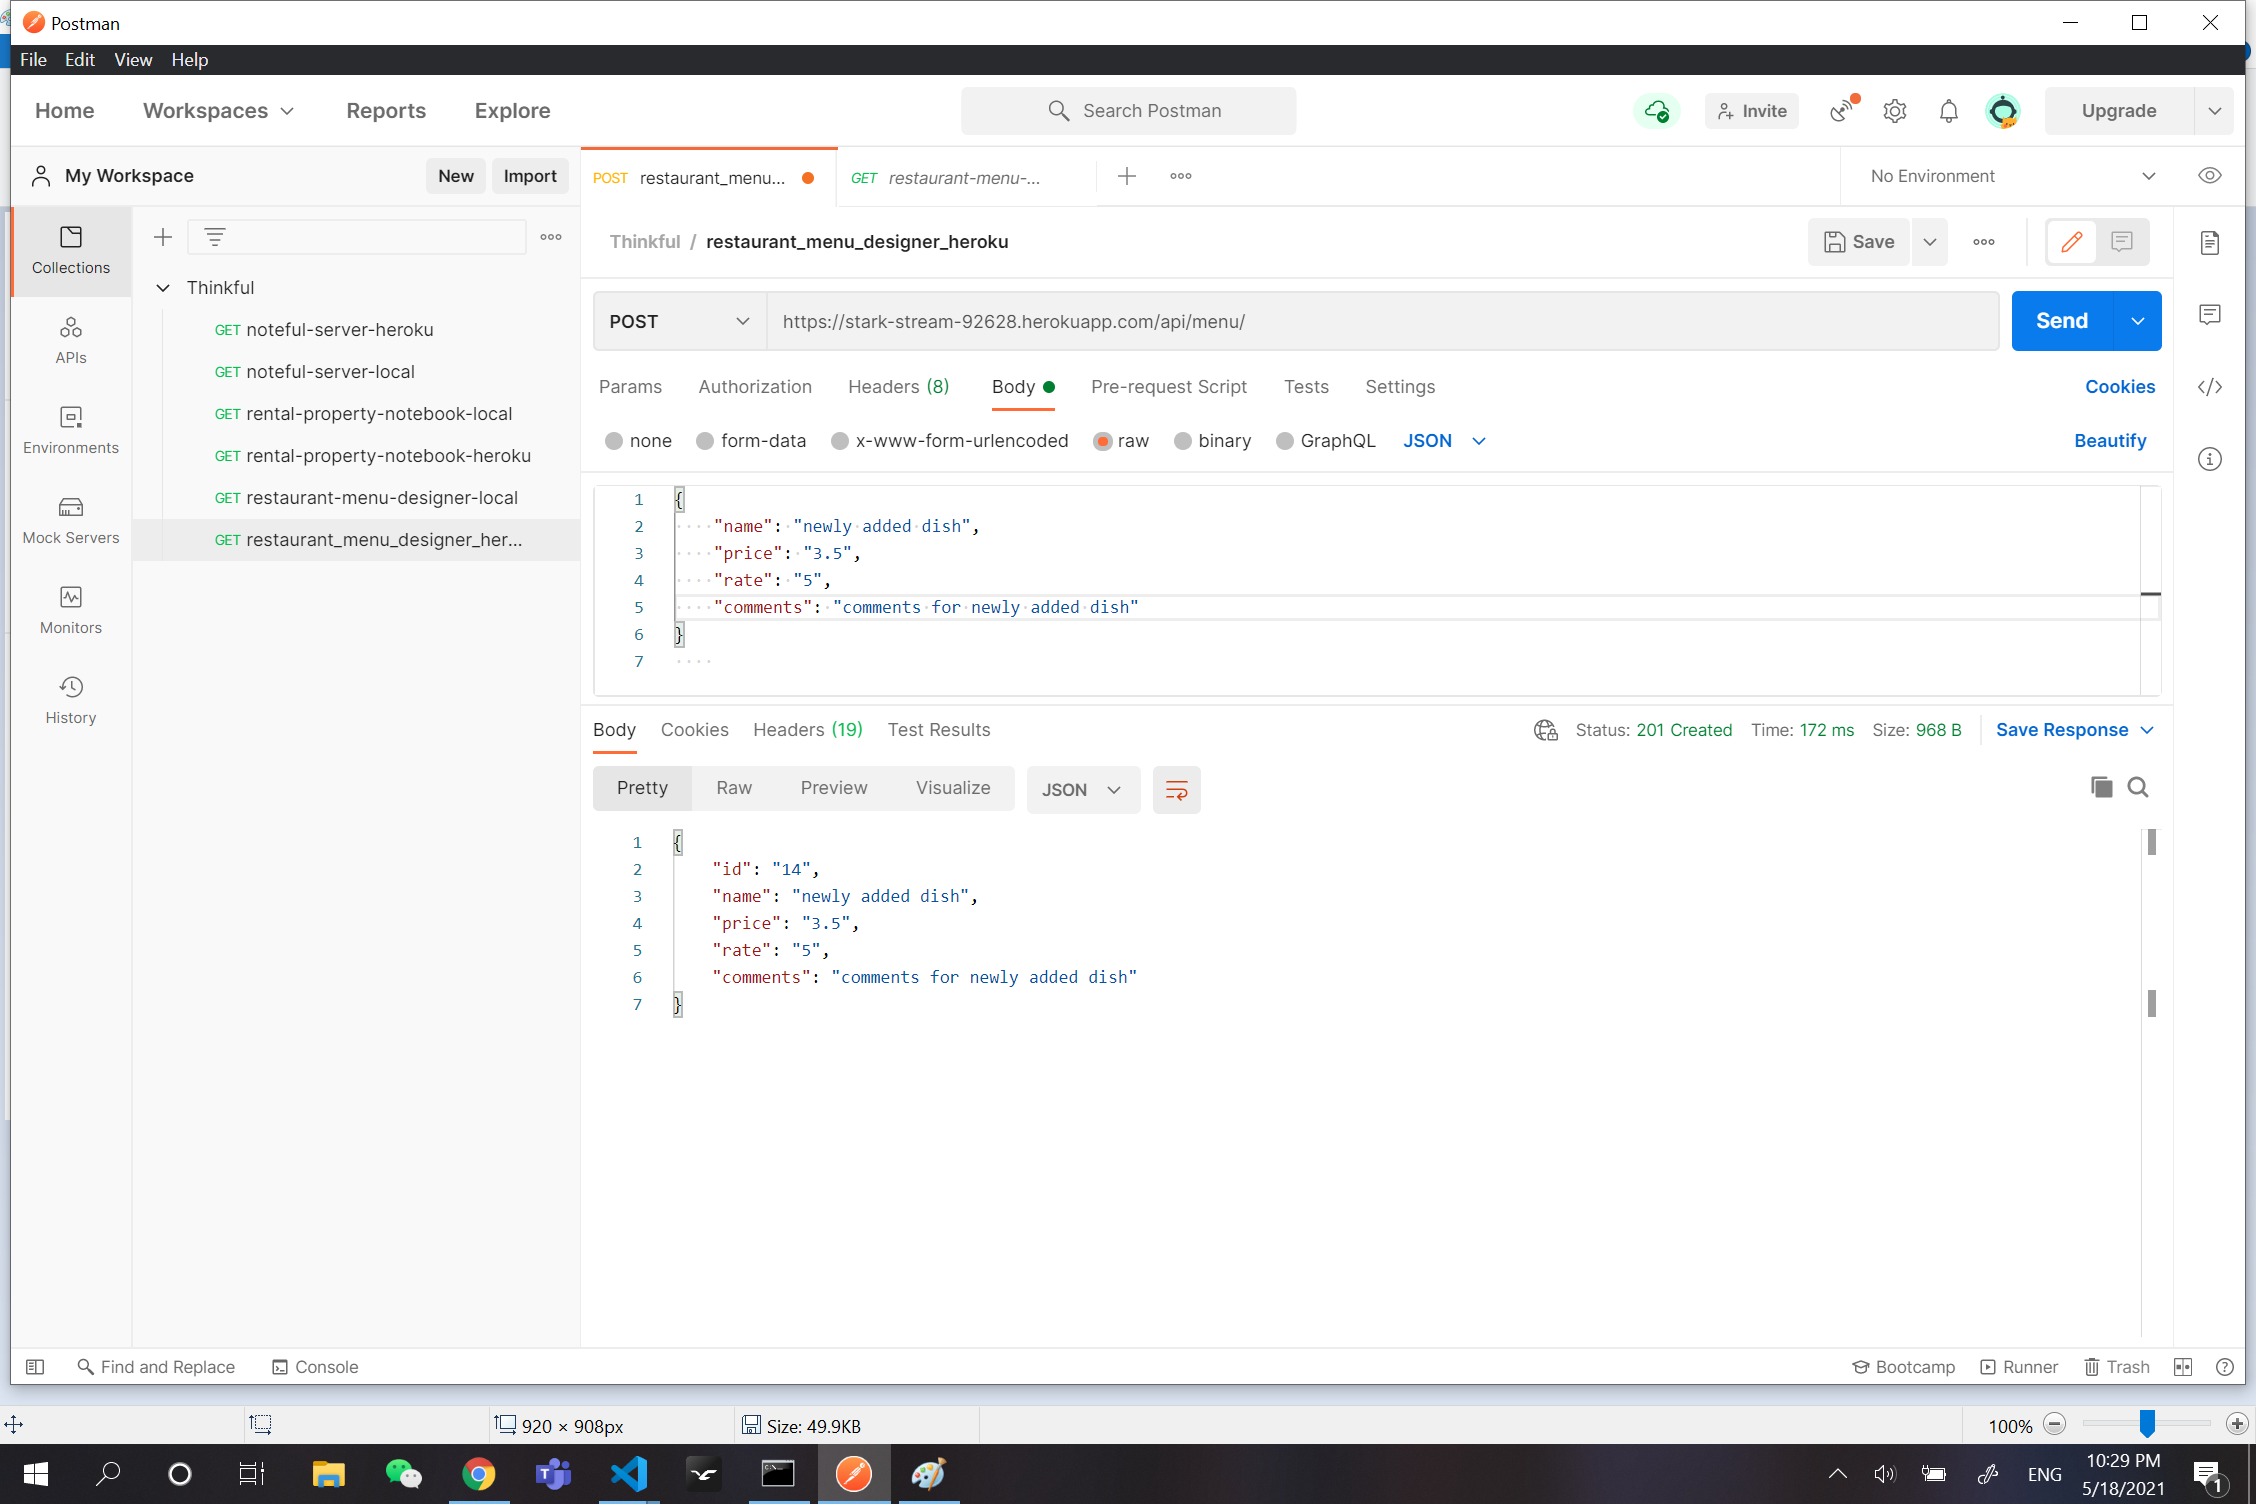 Postman
File Edit View Help
Home Workspaces Reports Explore Search Postman Invite Upgrade
My Workspace New Import POST restaurant_menu... GET restaurant-menu-... No Environment
Collections
APIs
Environments
Mock Servers
Monitors
History
Thinkful
GET noteful-server-heroku
GET noteful-server-local
GET rental-property-notebook-local
GET rental-property-notebook-heroku
GET restaurant-menu-designer-local
GET restaurant_menu_designer_her...
Thinkful / restaurant_menu_designer_heroku Save
POST https://stark-stream-92628.herokuapp.com/api/menu/ Send
Params Authorization Headers (8) Body Pre-request Script Tests Settings Cookies
none form-data x-www-form-urlencoded raw binary GraphQL JSON Beautify
1 {
2 "name": "newly added dish",
3 "price": "3.5",
4 "rate": "5",
5 "comments": "comments for newly added dish"
6 }
7
Body Cookies Headers (19) Test Results Status: 201 Created Time: 172 ms Size: 968 B Save Response
Pretty Raw Preview Visualize JSON
1 {
2 "id": "14",
3 "name": "newly added dish",
4 "price": "3.5",
5 "rate": "5",
6 "comments": "comments for newly added dish"
7 }
Find and Replace Console Bootcamp Runner Trash
920 × 908px Size: 49.9KB 100%
ENG 10:29 PM
5/18/2021 1